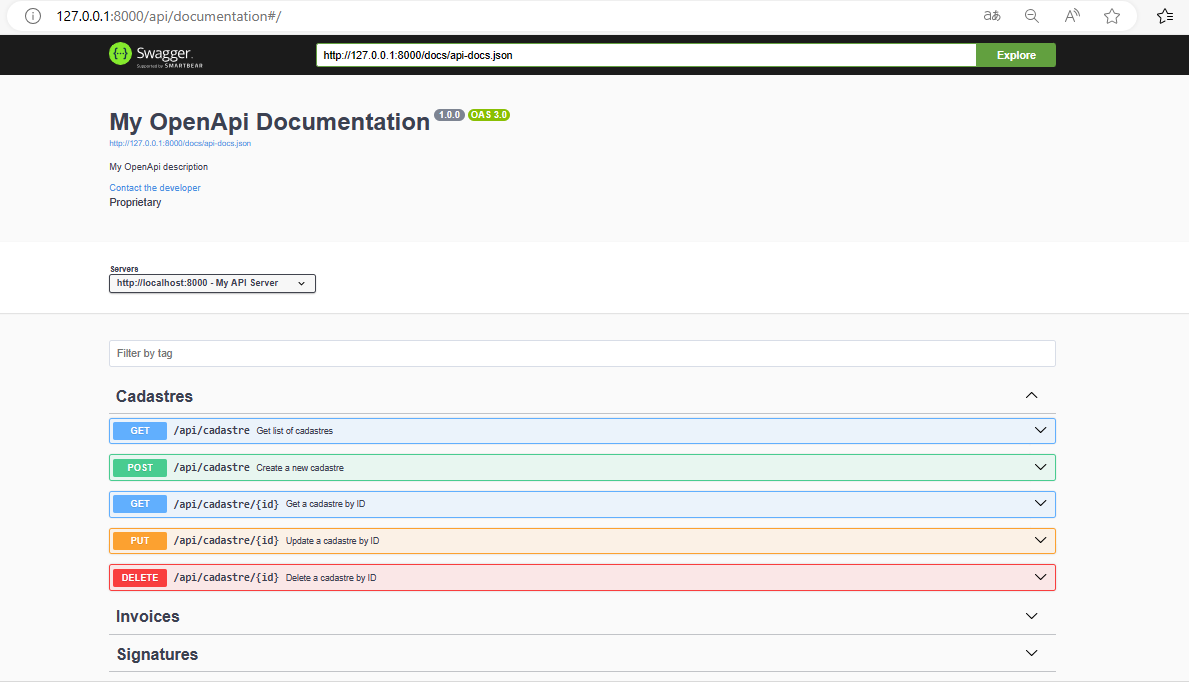 127.0.0.1:8000/api/documentation#/
Swagger.
Supported by SMARTBEAR
http://127.0.0.1:8000/docs/api-docs.json
Explore
My OpenApi Documentation 1.0.0 OAS 3.0
http://127.0.0.1:8000/docs/api-docs.json
My OpenApi description
Contact the developer
Proprietary
Servers
http://localhost:8000 - My API Server
Filter by tag
Cadastres
GET /api/cadastre Get list of cadastres
POST /api/cadastre Create a new cadastre
GET /api/cadastre/{id} Get a cadastre by ID
PUT /api/cadastre/{id} Update a cadastre by ID
DELETE /api/cadastre/{id} Delete a cadastre by ID
Invoices
Signatures